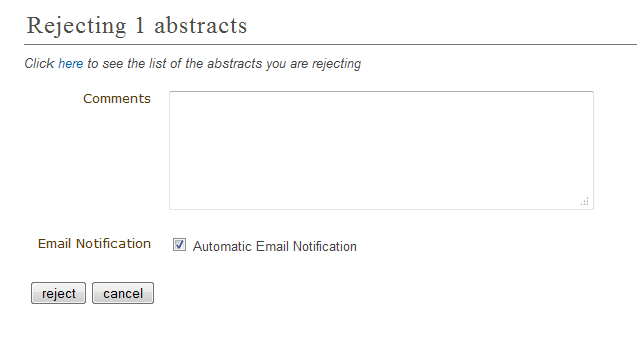 Rejecting 1 abstracts
Click here to see the list of the abstracts you are rejecting
Comments
Email Notification Automatic Email Notification
reject cancel